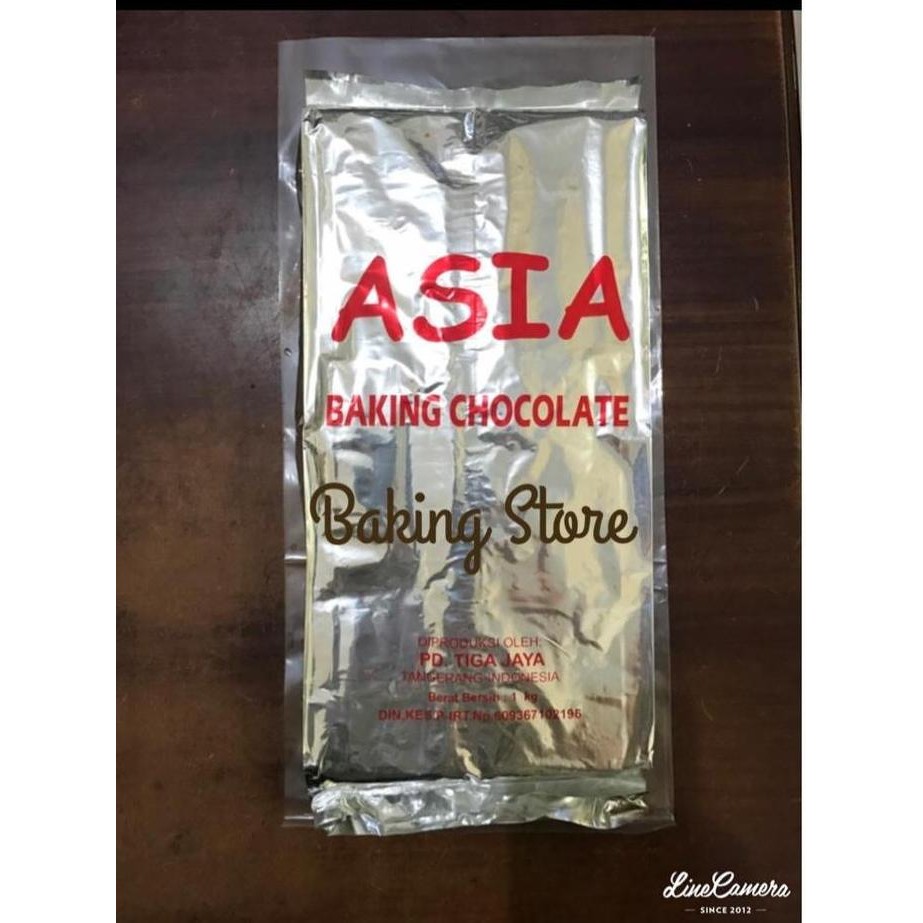 ASIA
BAKING CHOCOLATE
Baking Store
DIPRODUKSI OLEH:
PD. TIGA JAYA
TANGERANG-INDONESIA
Berat Bersih : 1 kg
DIN.KES.P-IRT.No.609367102195
LineCamera
SINCE 2012